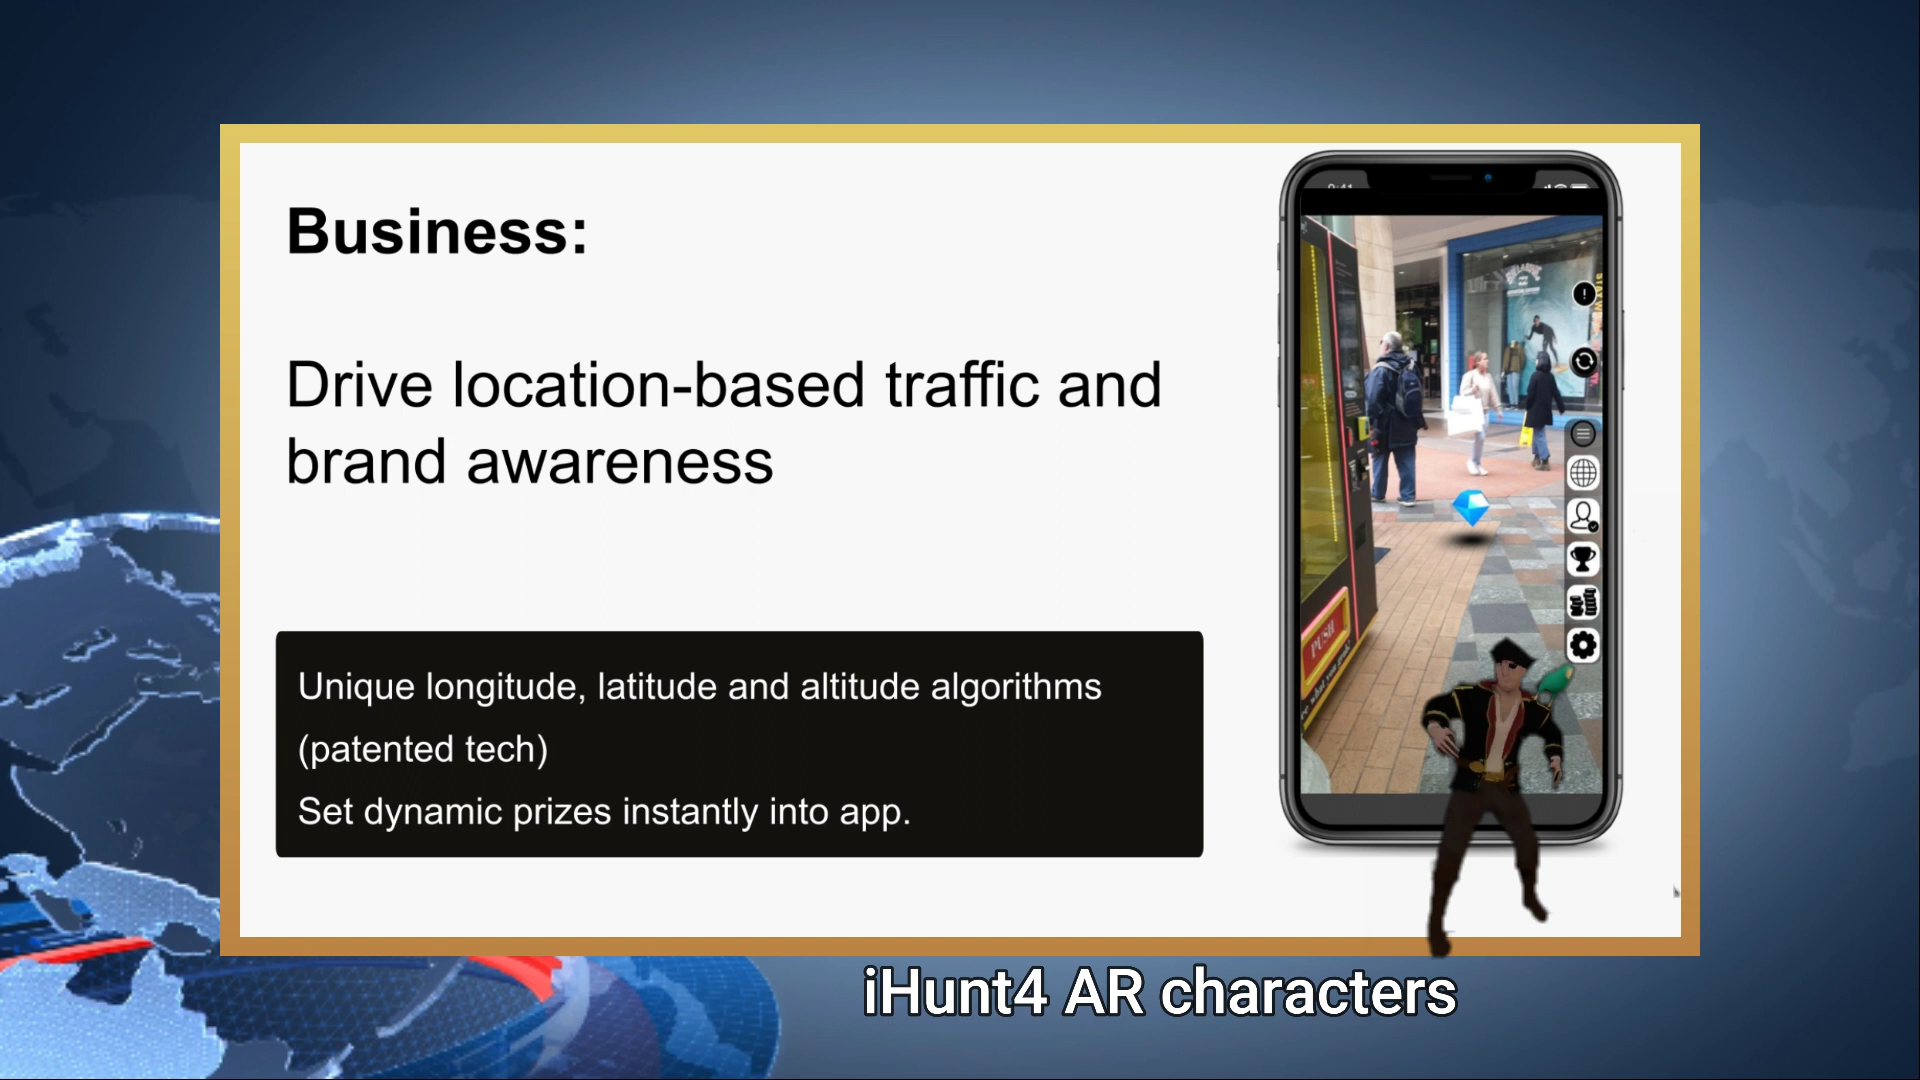 Business:
Drive location-based traffic and
brand awareness
Unique longitude, latitude and altitude algorithms
(patented tech)
Set dynamic prizes instantly into app.
PUSH
iHunt4 AR characters